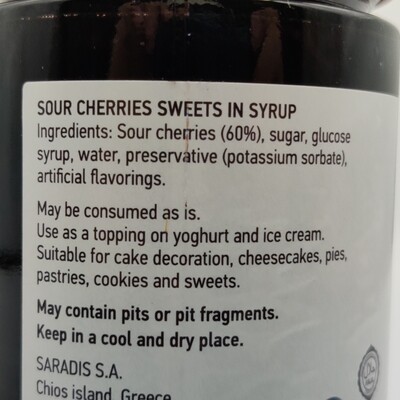 SOUR CHERRIES SWEETS IN SYRUP
Ingredients: Sour cherries (60%), sugar, glucose
syrup, water, preservative (potassium sorbate),
artificial flavorings.
May be consumed as is.
Use as a topping on yoghurt and ice cream.
Suitable for cake decoration, cheesecakes, pies,
pastries, cookies and sweets.
May contain pits or pit fragments.
Keep in a cool and dry place.
SARADIS S.A.
Chios island, Greece